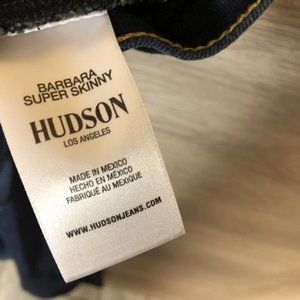 BARBARA
SUPER SKINNY
HUDSON
LOS ANGELES
MADE IN MEXICO
HECHO EN MÉXICO
FABRIQUÉ AU MEXIQUE
WWW.HUDSONJEANS.COM